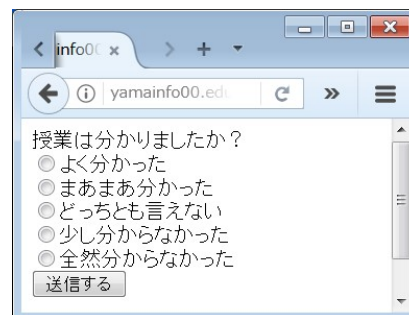 info00
yamainfo00.edu
授業は分かりましたか？
よく分かった
まあまあ分かった
どっちとも言えない
少し分からなかった
全然分からなかった
送信する